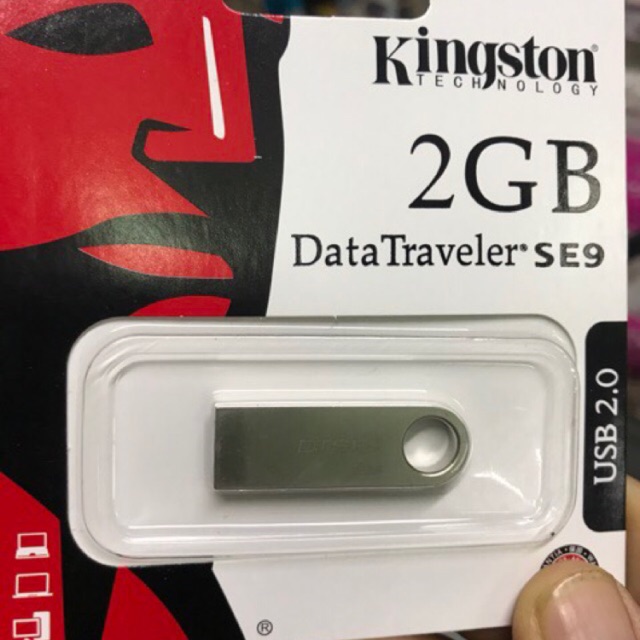 Kingston®
TECHNOLOGY
2GB
DataTraveler® SE9
USB 2.0
®